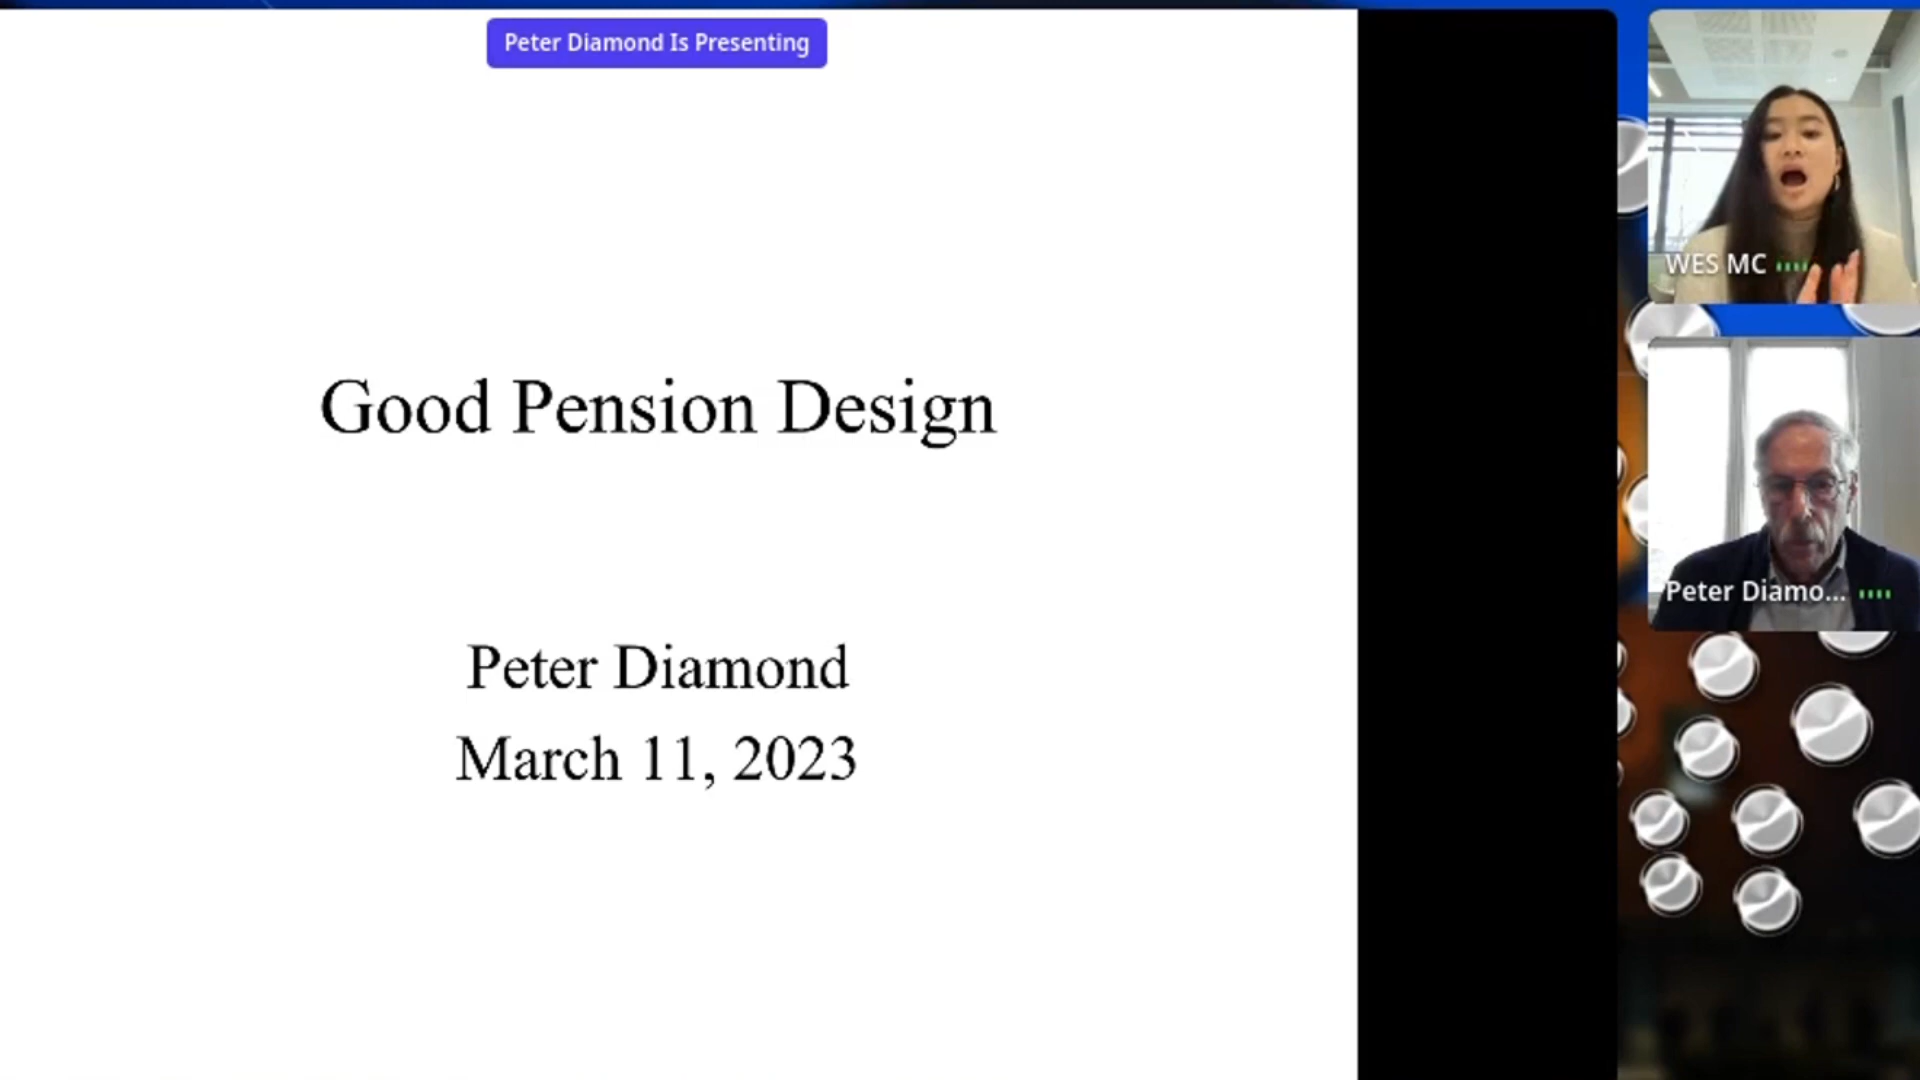 Peter Diamond Is Presenting
Good Pension Design
Peter Diamond
March 11, 2023
WES MC
Peter Diamo...